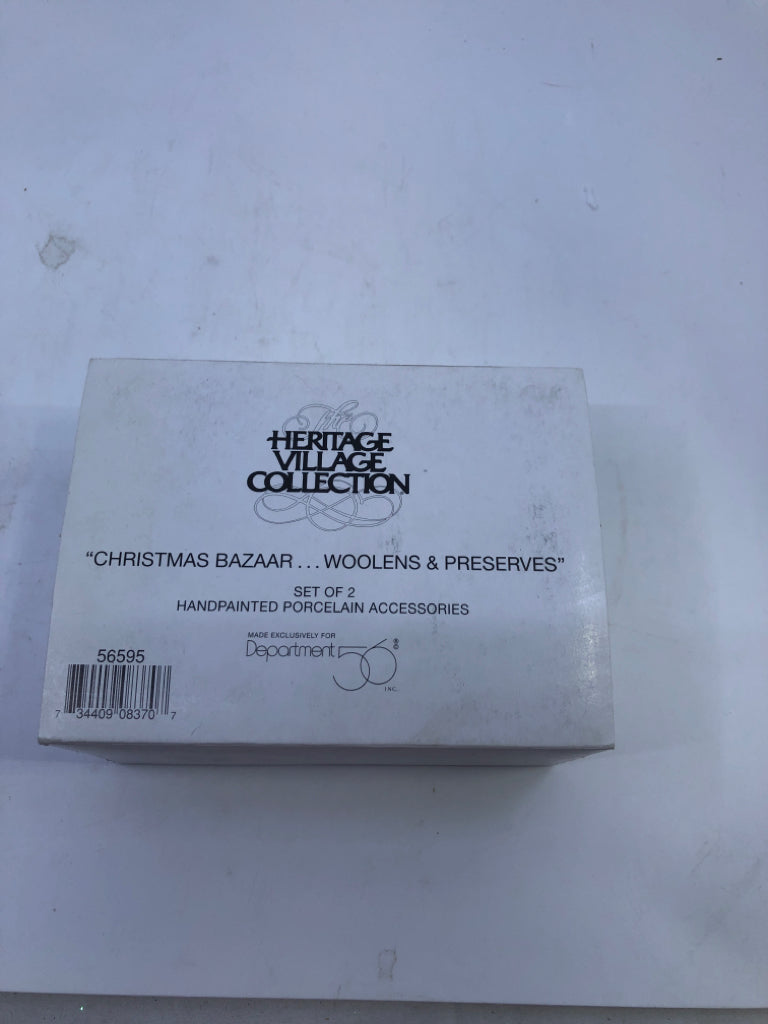 The
HERITAGE
VILLAGE
COLLECTION
“CHRISTMAS BAZAAR . . . WOOLENS & PRESERVES”
SET OF 2
HANDPAINTED PORCELAIN ACCESSORIES
MADE EXCLUSIVELY FOR
Department 56®
INC.
56595
7 34409 08370 7